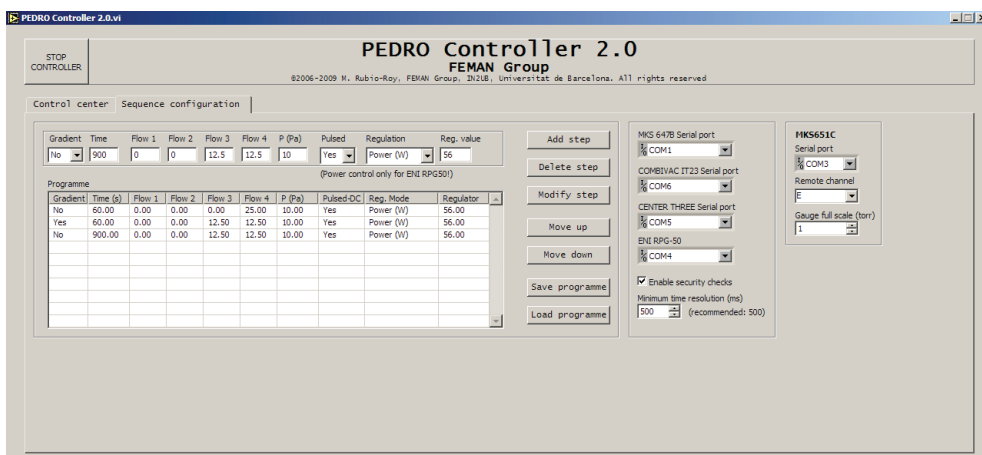 PEDRO Controller 2.0.vi
STOP CONTROLLER
PEDRO Controller 2.0
FEMAN Group
©2006-2009 M. Rubio-Roy, FEMAN Group, IN2UB, Universitat de Barcelona. All rights reserved
Control center Sequence configuration
Gradient Time Flow 1 Flow 2 Flow 3 Flow 4 P (Pa) Pulsed Regulation Reg. value
No 900 0 0 12.5 12.5 10 Yes Power (W) 56
(Power control only for ENI RPG50!)
Programme
Gradient Time (s) Flow 1 Flow 2 Flow 3 Flow 4 P (Pa) Pulsed-DC Reg. Mode Regulator
No 60.00 0.00 0.00 0.00 25.00 10.00 Yes Power (W) 56.00
Yes 60.00 0.00 0.00 12.50 12.50 10.00 Yes Power (W) 56.00
No 900.00 0.00 0.00 12.50 12.50 10.00 Yes Power (W) 56.00
Add step
Delete step
Modify step
Move up
Move down
Save programme
Load programme
MKS 647B Serial port
COM1
COMBIVAC IT23 Serial port
COM6
CENTER THREE Serial port
COM5
ENI RPG-50
COM4
Enable security checks
Minimum time resolution (ms)
500 (recommended: 500)
MKS651C
Serial port
COM3
Remote channel
E
Gauge full scale (torr)
1